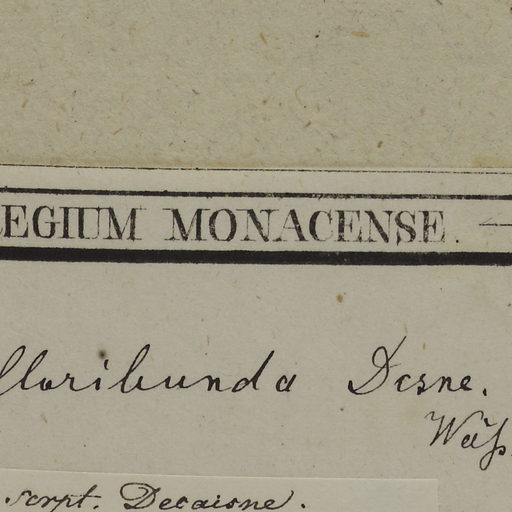 EGIUM MONACENSE. —
floribunda Dcsne.
scrpt. Decaisne.